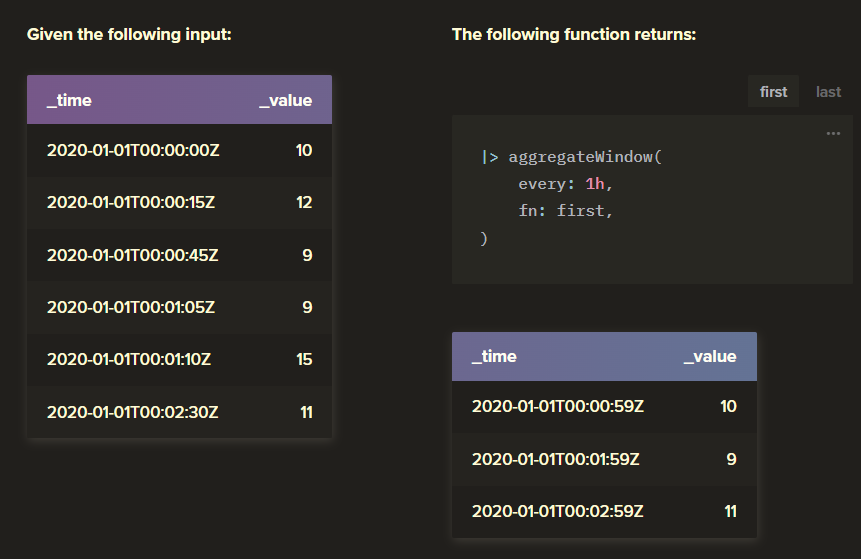 Given the following input:
_time _value
2020-01-01T00:00:00Z 10
2020-01-01T00:00:15Z 12
2020-01-01T00:00:45Z 9
2020-01-01T00:01:05Z 9
2020-01-01T00:01:10Z 15
2020-01-01T00:02:30Z 11
The following function returns:
first last
|> aggregateWindow(
    every: 1h,
    fn: first,
)
_time _value
2020-01-01T00:00:59Z 10
2020-01-01T00:01:59Z 9
2020-01-01T00:02:59Z 11